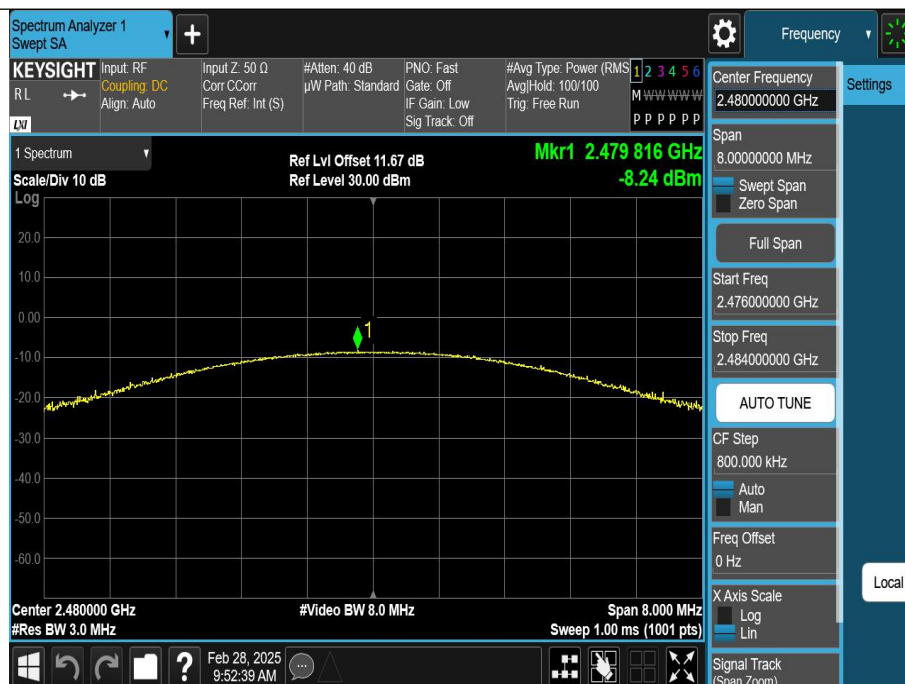 Spectrum Analyzer 1
Swept SA
Frequency
KEYSIGHT
RL
LXI
Input: RF
Coupling: DC
Align: Auto
Input Z: 50 Ω
Corr CCorr
Freq Ref: Int (S)
#Atten: 40 dB
µW Path: Standard
PNO: Fast
Gate: Off
IF Gain: Low
Sig Track: Off
#Avg Type: Power (RMS
Avg|Hold: 100/100
Trig: Free Run
1 2 3 4 5 6
M W W W W W
P P P P P P
1 Spectrum
Scale/Div 10 dB
Log
Ref Lvl Offset 11.67 dB
Ref Level 30.00 dBm
Mkr1 2.479 816 GHz
-8.24 dBm
20.0
10.0
0.00
-10.0
-20.0
-30.0
-40.0
-50.0
-60.0
1
Center 2.480000 GHz
#Res BW 3.0 MHz
#Video BW 8.0 MHz
Span 8.000 MHz
Sweep 1.00 ms (1001 pts)
Feb 28, 2025
9:52:39 AM
Center Frequency
2.480000000 GHz
Span
8.00000000 MHz
Swept Span
Zero Span
Full Span
Start Freq
2.476000000 GHz
Stop Freq
2.484000000 GHz
AUTO TUNE
CF Step
800.000 kHz
Auto
Man
Freq Offset
0 Hz
X Axis Scale
Log
Lin
Signal Track
(Span Zoom)
Settings
Local